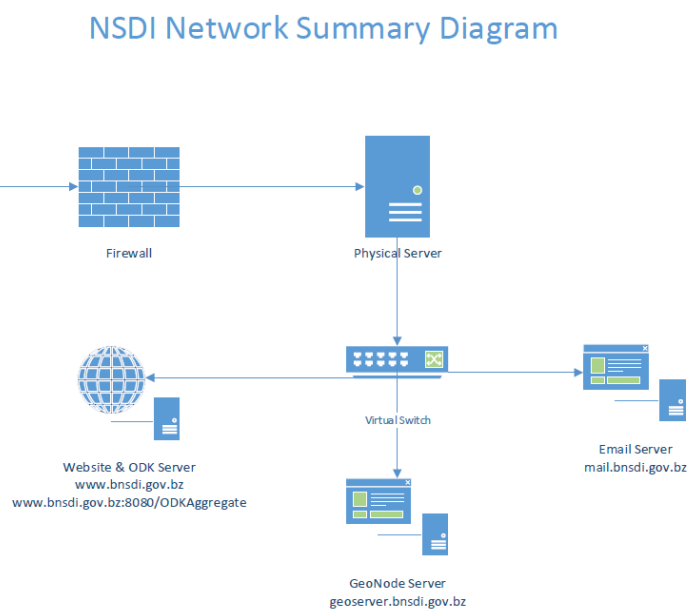 NSDI Network Summary Diagram
Firewall
Physical Server
Virtual Switch
Website & ODK Server
www.bnsdi.gov.bz
www.bnsdi.gov.bz:8080/ODKAggregate
Email Server
mail.bnsdi.gov.bz
GeoNode Server
geoserver.bnsdi.gov.bz